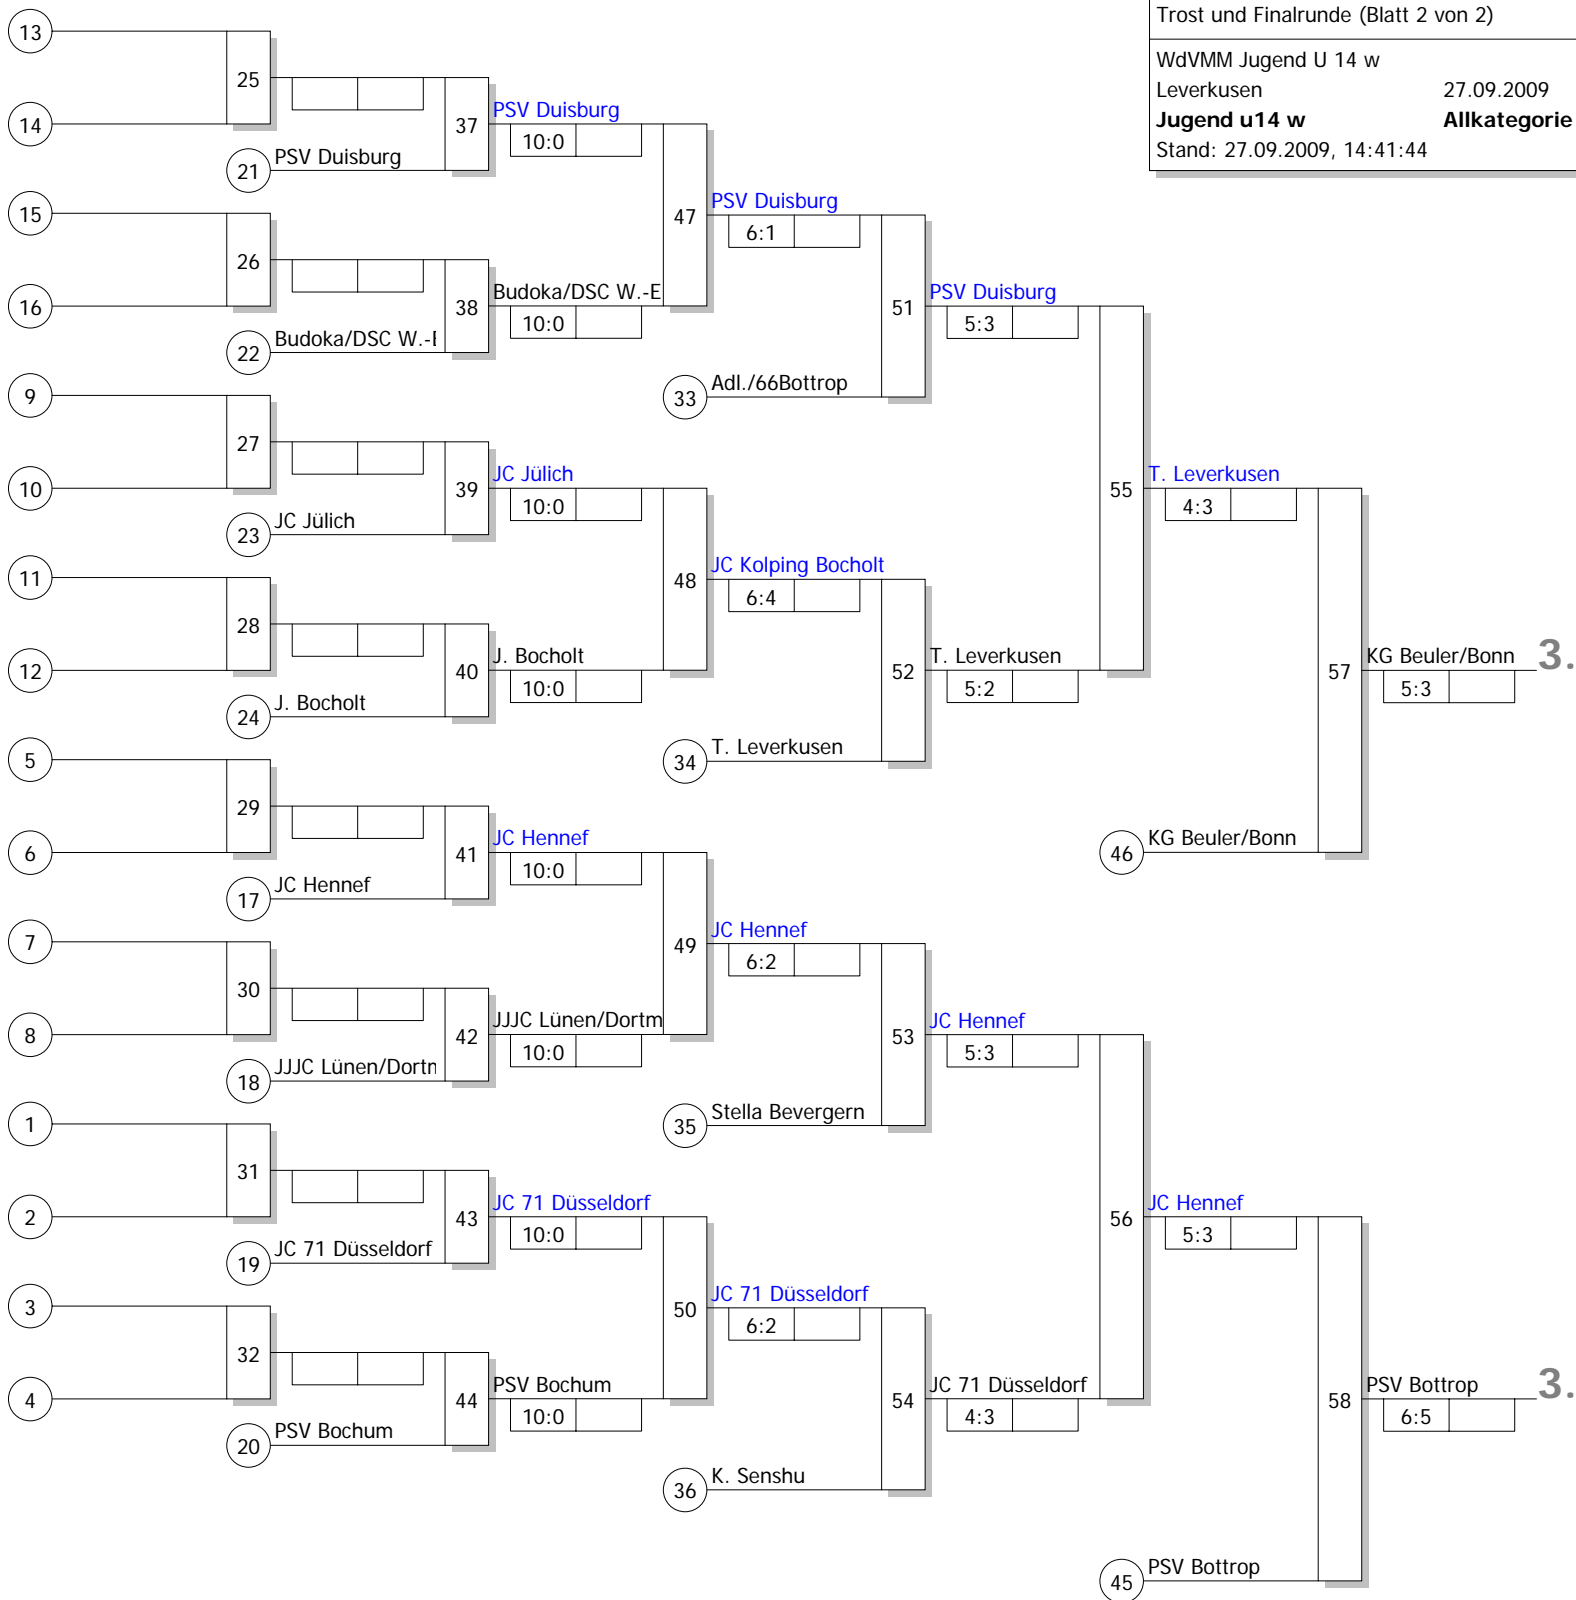 Trost und Finalrunde (Blatt 2 von 2)
WdVMM Jugend U 14 w
Leverkusen 27.09.2009
Jugend u14 w Allkategorie
Stand: 27.09.2009, 14:41:44
13
25
14
37
PSV Duisburg
10:0
21
PSV Duisburg
15
47
PSV Duisburg
6:1
26
16
38
Budoka/DSC W.-E
10:0
22
Budoka/DSC W.-E
51
PSV Duisburg
5:3
33
Adl./66Bottrop
9
27
10
39
JC Jülich
10:0
23
JC Jülich
55
T. Leverkusen
4:3
11
48
JC Kolping Bocholt
6:4
28
12
40
J. Bocholt
10:0
24
J. Bocholt
52
T. Leverkusen
5:2
34
T. Leverkusen
57
KG Beuler/Bonn
5:3
3.
5
29
6
41
JC Hennef
10:0
17
JC Hennef
46
KG Beuler/Bonn
7
49
JC Hennef
6:2
30
8
42
JJJC Lünen/Dortm
10:0
18
JJJC Lünen/Dortn
53
JC Hennef
5:3
35
Stella Bevergern
1
31
2
43
JC 71 Düsseldorf
10:0
19
JC 71 Düsseldorf
56
JC Hennef
5:3
3
50
JC 71 Düsseldorf
6:2
32
4
44
PSV Bochum
10:0
20
PSV Bochum
54
JC 71 Düsseldorf
4:3
36
K. Senshu
58
PSV Bottrop
6:5
3.
45
PSV Bottrop